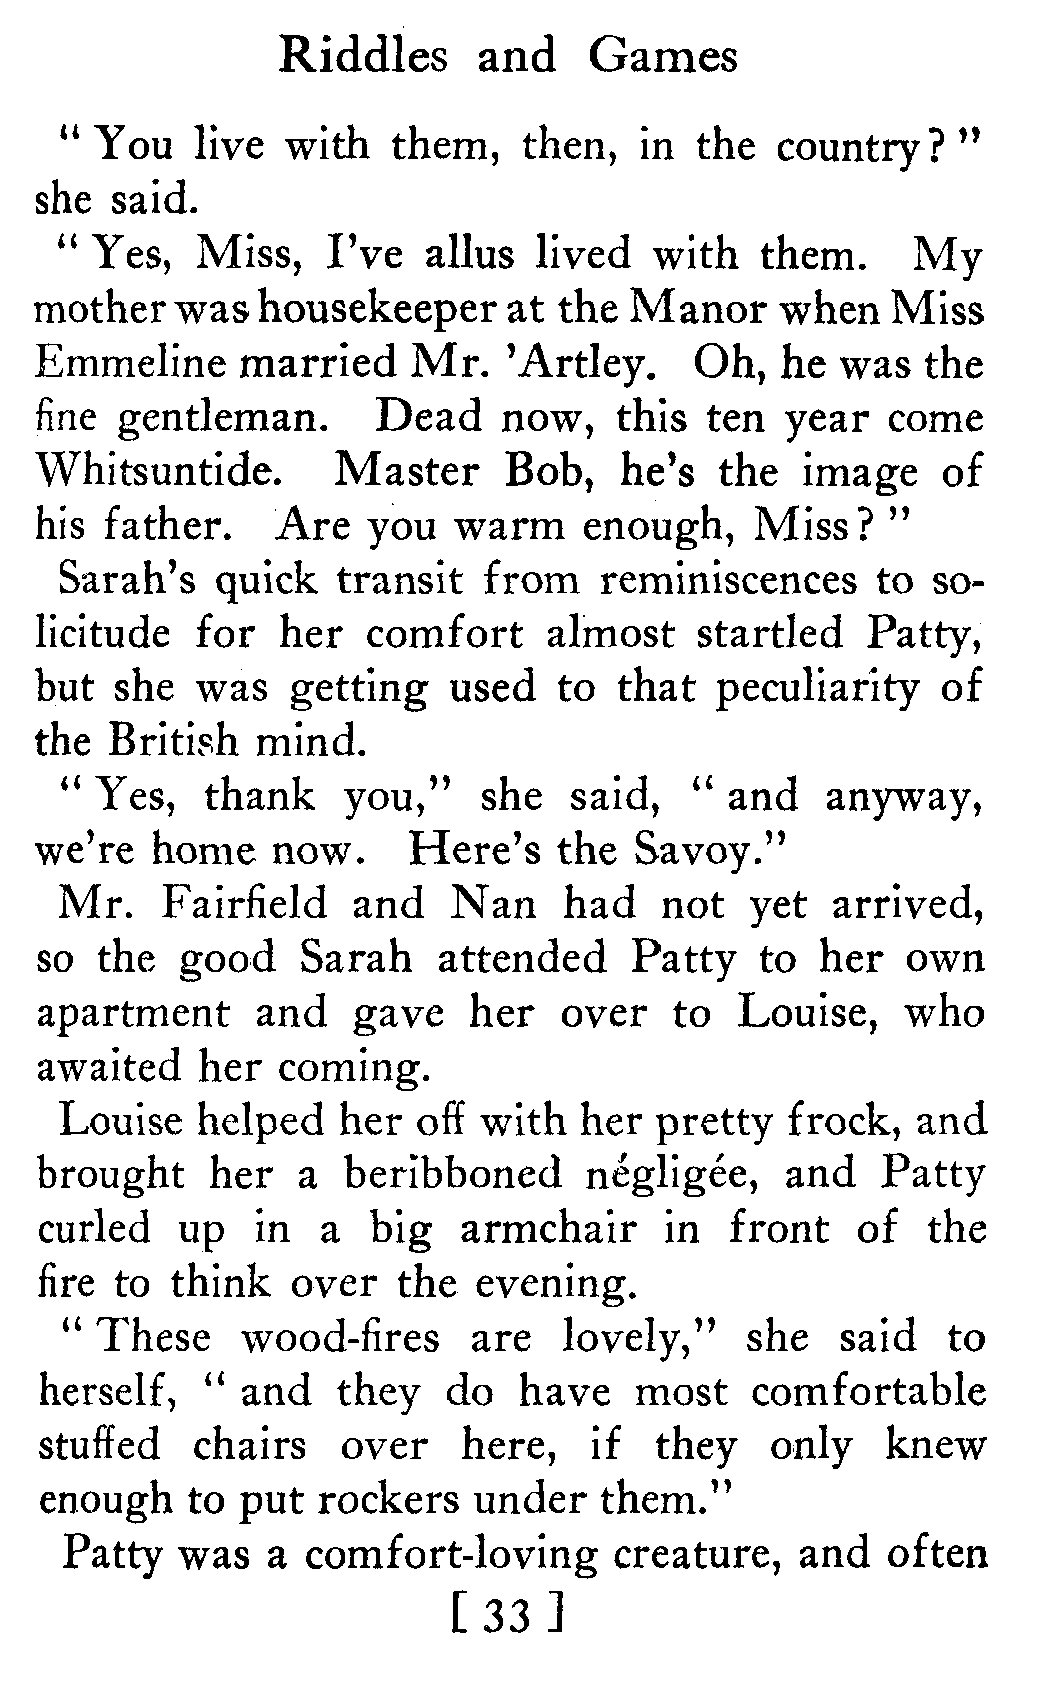 Riddles and Games
“ You live with them, then, in the country? ”
she said.
“ Yes, Miss, I've allus lived with them. My
mother was housekeeper at the Manor when Miss
Emmeline married Mr. 'Artley. Oh, he was the
fine gentleman. Dead now, this ten year come
Whitsuntide. Master Bob, he's the image of
his father. Are you warm enough, Miss? ”
Sarah's quick transit from reminiscences to so-
licitude for her comfort almost startled Patty,
but she was getting used to that peculiarity of
the British mind.
“ Yes, thank you,” she said, “ and anyway,
we're home now. Here's the Savoy.”
Mr. Fairfield and Nan had not yet arrived,
so the good Sarah attended Patty to her own
apartment and gave her over to Louise, who
awaited her coming.
Louise helped her off with her pretty frock, and
brought her a beribboned négligée, and Patty
curled up in a big armchair in front of the
fire to think over the evening.
“ These wood-fires are lovely,” she said to
herself, “ and they do have most comfortable
stuffed chairs over here, if they only knew
enough to put rockers under them.”
Patty was a comfort-loving creature, and often
[ 33 ]